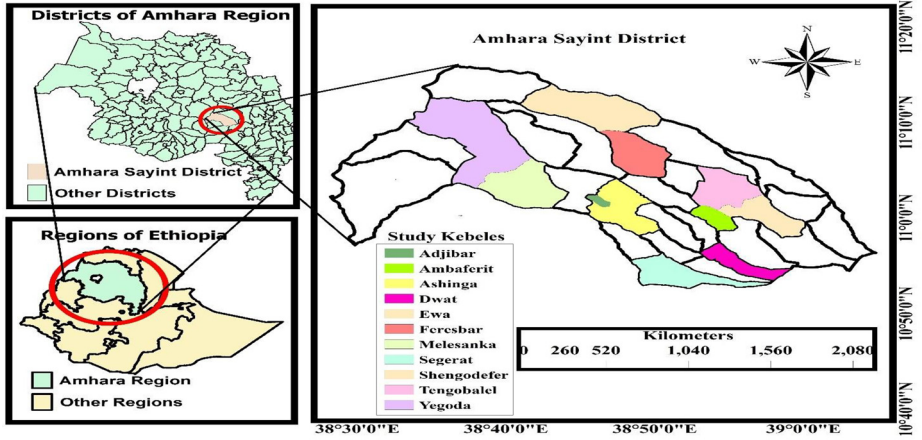 Districts of Amhara Region
Amhara Sayint District
Other Districts
Regions of Ethiopia
Amhara Region
Other Regions
Amhara Sayint District
N
W
E
S
Study Kebeles
Adjibar
Ambaferit
Ashinga
Dwat
Ewa
Feresbar
Melesanka
Segerat
Shengodefer
Tengobalel
Yegoda
Kilometers
0 260 520 1,040 1,560 2,080
38°30'0"E 38°40'0"E 38°50'0"E 39°0'0"E
11°20'0"N
11°10'0"N
11°0'0"N
10°50'0"N
10°40'0"N